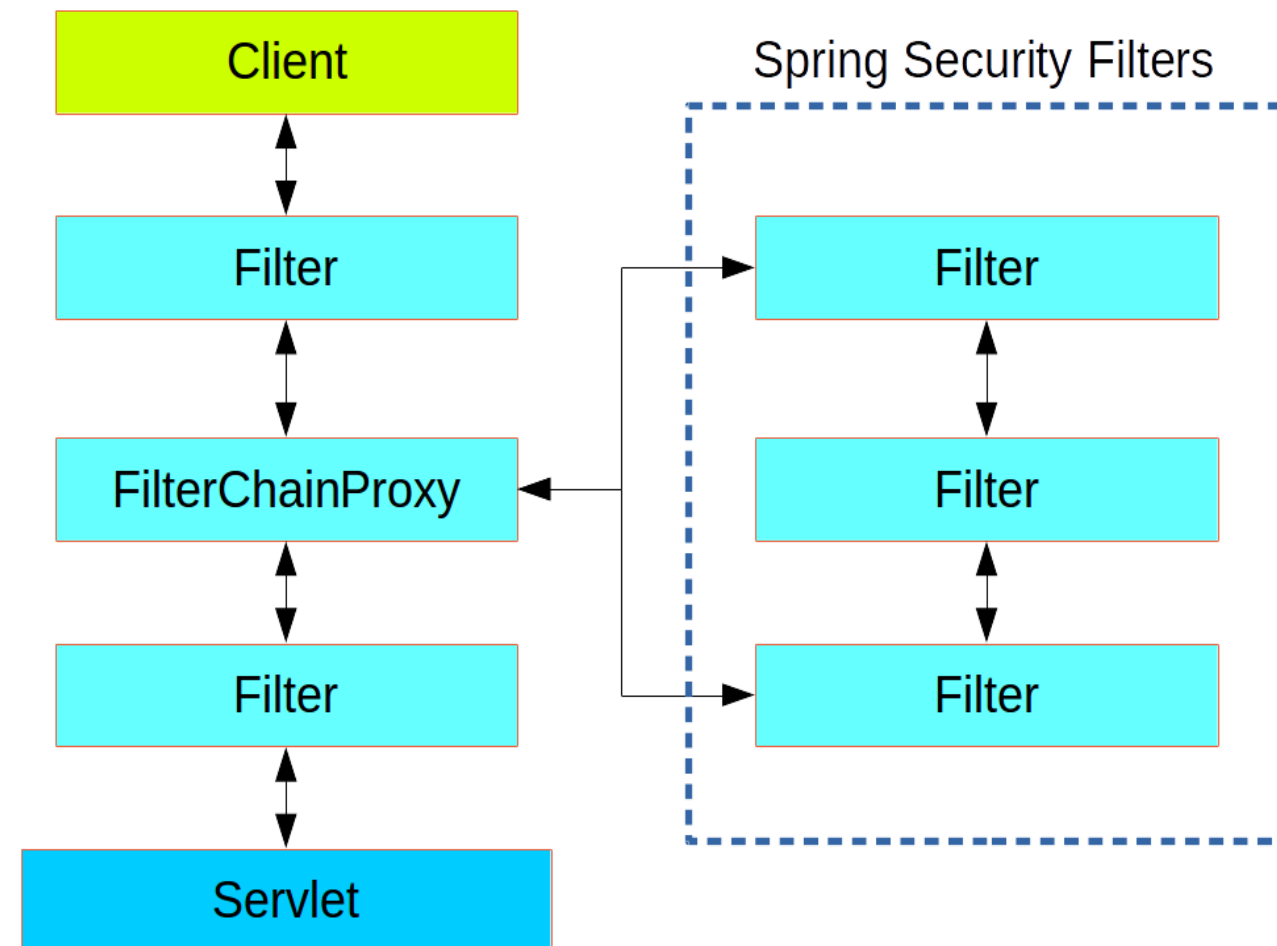 Client
Spring Security Filters
Filter
Filter
FilterChainProxy
Filter
Filter
Filter
Servlet